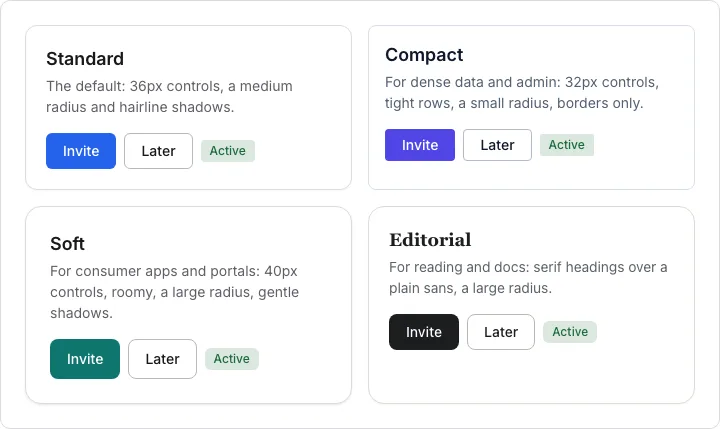 Standard
The default: 36px controls, a medium
radius and hairline shadows.
Invite Later Active
Compact
For dense data and admin: 32px controls,
tight rows, a small radius, borders only.
Invite Later Active
Soft
For consumer apps and portals: 40px
controls, roomy, a large radius, gentle
shadows.
Invite Later Active
Editorial
For reading and docs: serif headings over a
plain sans, a large radius.
Invite Later Active